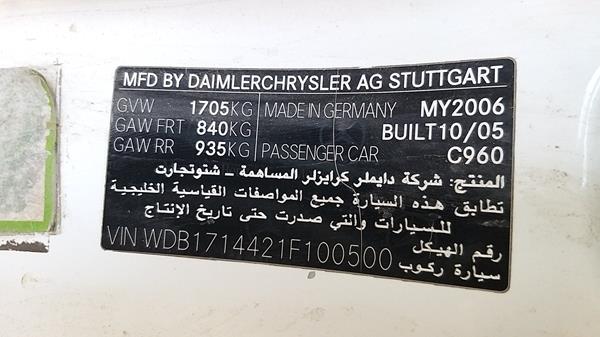 MFD BY DAIMLERCHRYSLER AG STUTTGART
GVW 1705KG MADE IN GERMANY MY2006
GAW FRT 840KG BUILT10/05
GAW RR 935KG PASSENGER CAR C960
المنتج: شركة دايملر كرايزلر المساهمة – شتوتجارت
تطابق هذه السيارة جميع المواصفات القياسية الخليجية
للسيارات والتي صدرت حتى تاريخ الإنتاج
رقم الهيكل
VIN WDB1714421F100500 سيارة ركوب